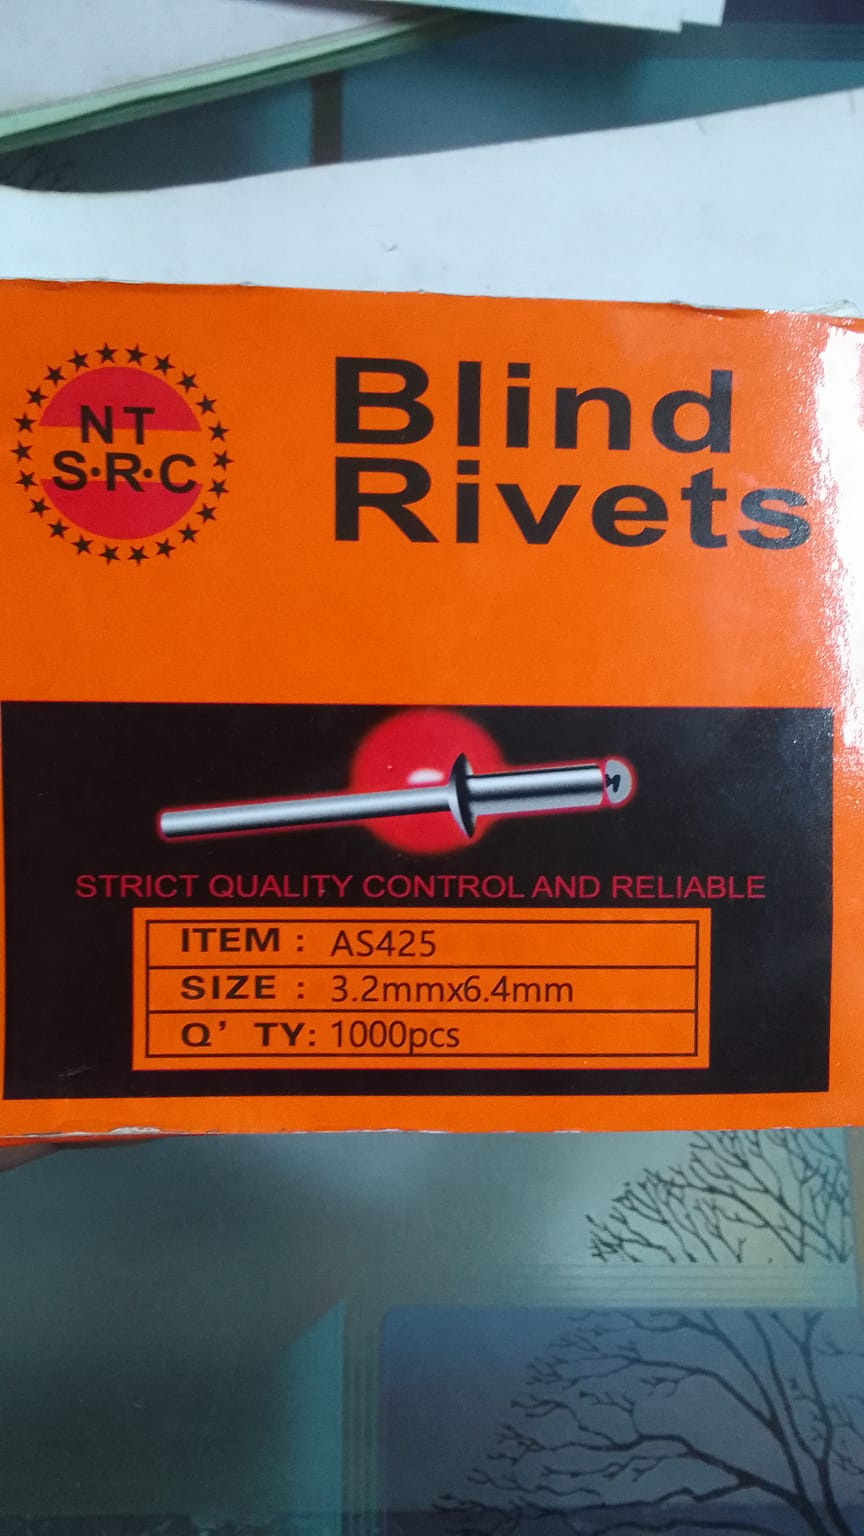 NT
S·R·C
Blind
Rivets
STRICT QUALITY CONTROL AND RELIABLE
ITEM : AS425
SIZE : 3.2mmx6.4mm
Q' TY: 1000pcs